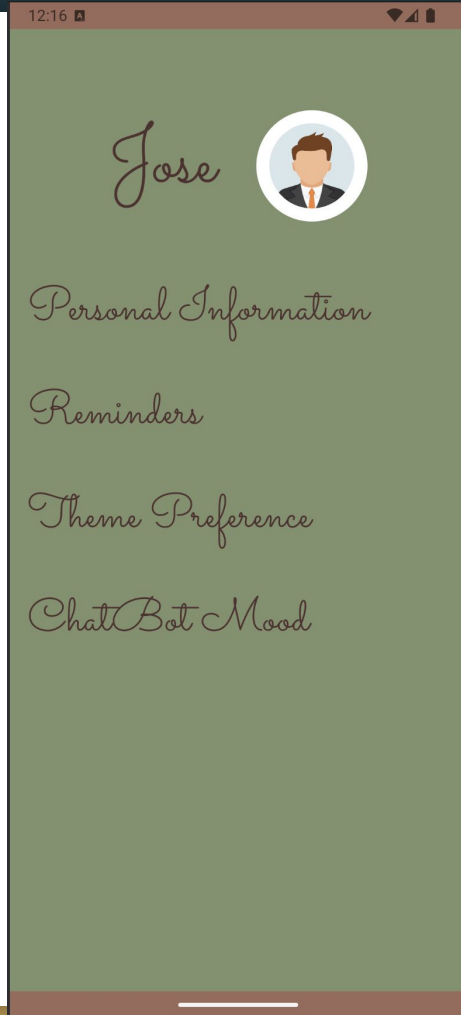 12:16 A
Jose
Personal Information
Reminders
Theme Preference
ChatBot Mood